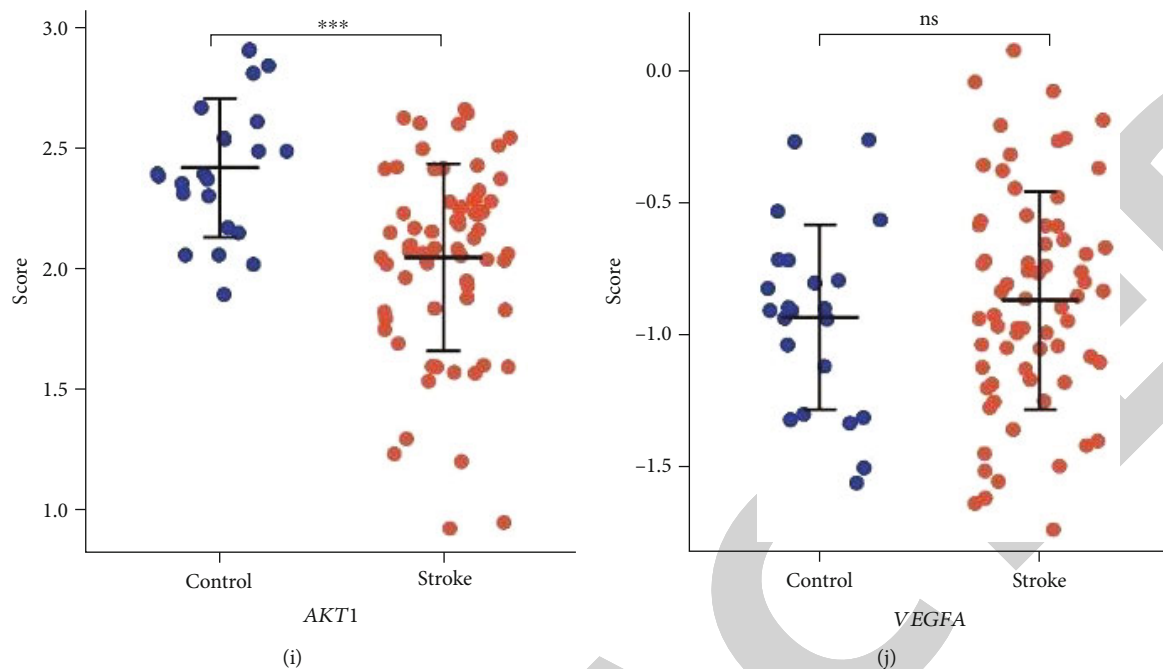 ***
3.0
2.5
2.0
1.5
1.0
Score
Control
Stroke
AKT1
(i)
ns
0.0
−0.5
−1.0
−1.5
Score
Control
Stroke
VEGFA
(j)